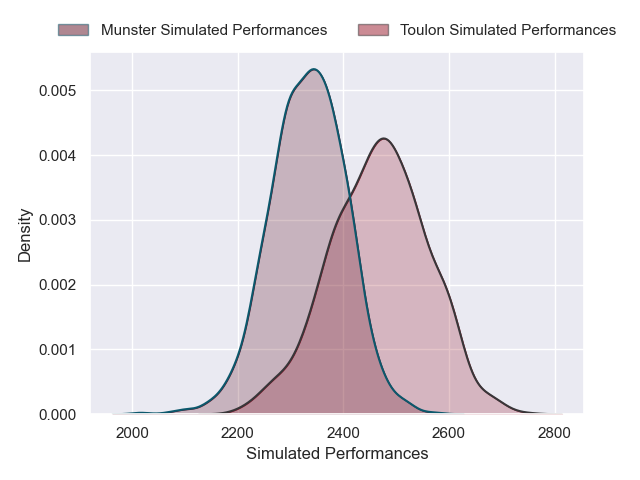 Munster Simulated Performances Toulon Simulated Performances
0.005
0.004
0.003
0.002
0.001
0.000
Density
2000 2200 2400 2600 2800
Simulated Performances